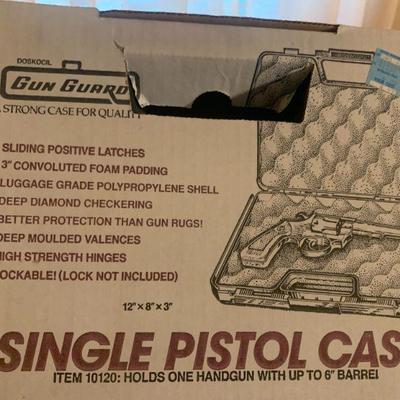 DOSKOCIL
GUN GUARD
A STRONG CASE FOR QUALITY
SLIDING POSITIVE LATCHES
3" CONVOLUTED FOAM PADDING
LUGGAGE GRADE POLYPROPYLENE SHELL
DEEP DIAMOND CHECKERING
BETTER PROTECTION THAN GUN RUGS!
DEEP MOULDED VALENCES
HIGH STRENGTH HINGES
LOCKABLE! (LOCK NOT INCLUDED)
12" × 8" × 3"
SINGLE PISTOL CAS
ITEM 10120: HOLDS ONE HANDGUN WITH UP TO 6" BARREL